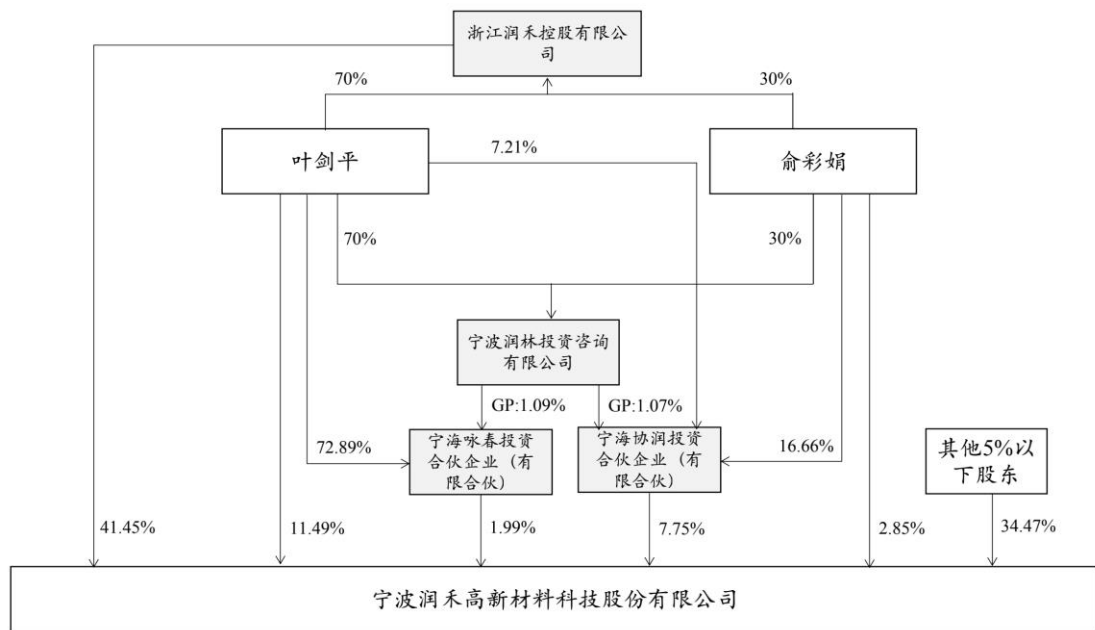 浙江润禾控股有限公
司
70%
30%
叶剑平
7.21%
俞彩娟
70%
30%
宁波润林投资咨询
有限公司
GP:1.09%
GP:1.07%
72.89%
宁海咏春投资
合伙企业（有
限合伙）
宁海协润投资
合伙企业（有
限合伙）
16.66%
其他5%以
下股东
41.45%
11.49%
1.99%
7.75%
2.85%
34.47%
宁波润禾高新材料科技股份有限公司